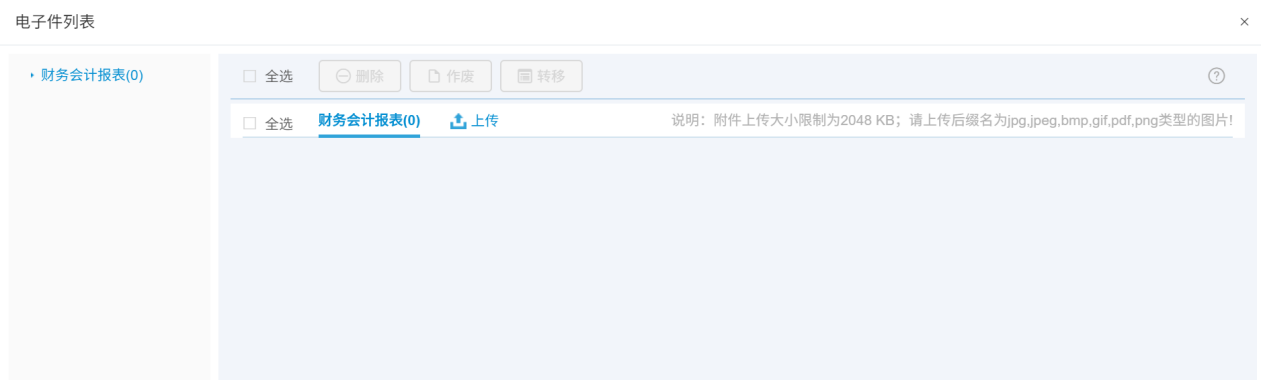 电子件列表 ×
财务会计报表(0)
全选 删除 作废 转移 ?
全选 财务会计报表(0) 上传 说明：附件上传大小限制为2048 KB；请上传后缀名为jpg,jpeg,bmp,gif,pdf,png类型的图片!